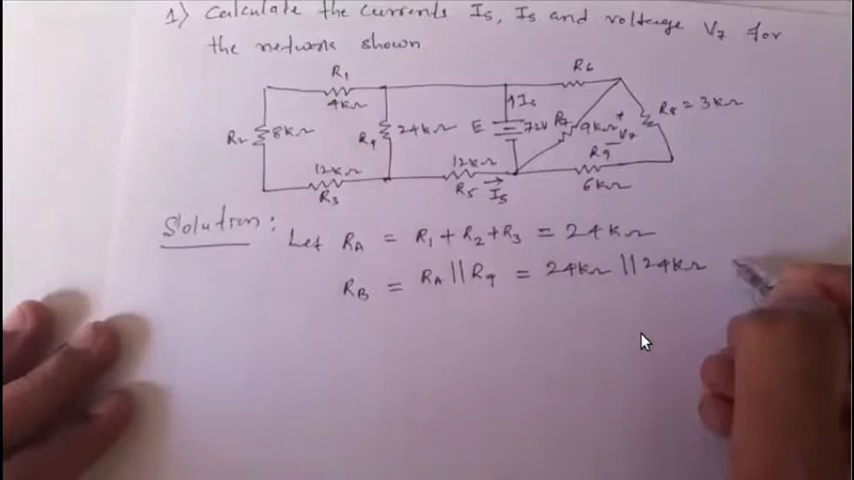 1) Calculate the currents Is, I5 and voltage V7 for
the network shown
R6
R1
4kΩ
Is
R8 = 3kΩ
R2 8kΩ
R4 24kΩ
E 72V
R7 9kΩ + V7 -
12kΩ
12kΩ
R9
R3
R5 I5
6kΩ
Solution:
Let RA = R1 + R2 + R3 = 24kΩ
RB = RA || R4 = 24kΩ || 24kΩ